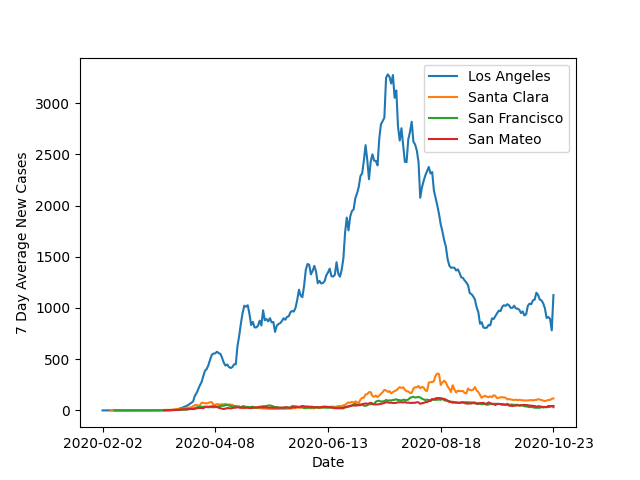 Los Angeles
Santa Clara
San Francisco
San Mateo
3000
2500
2000
1500
1000
500
0
7 Day Average New Cases
2020-02-02 2020-04-08 2020-06-13 2020-08-18 2020-10-23
Date